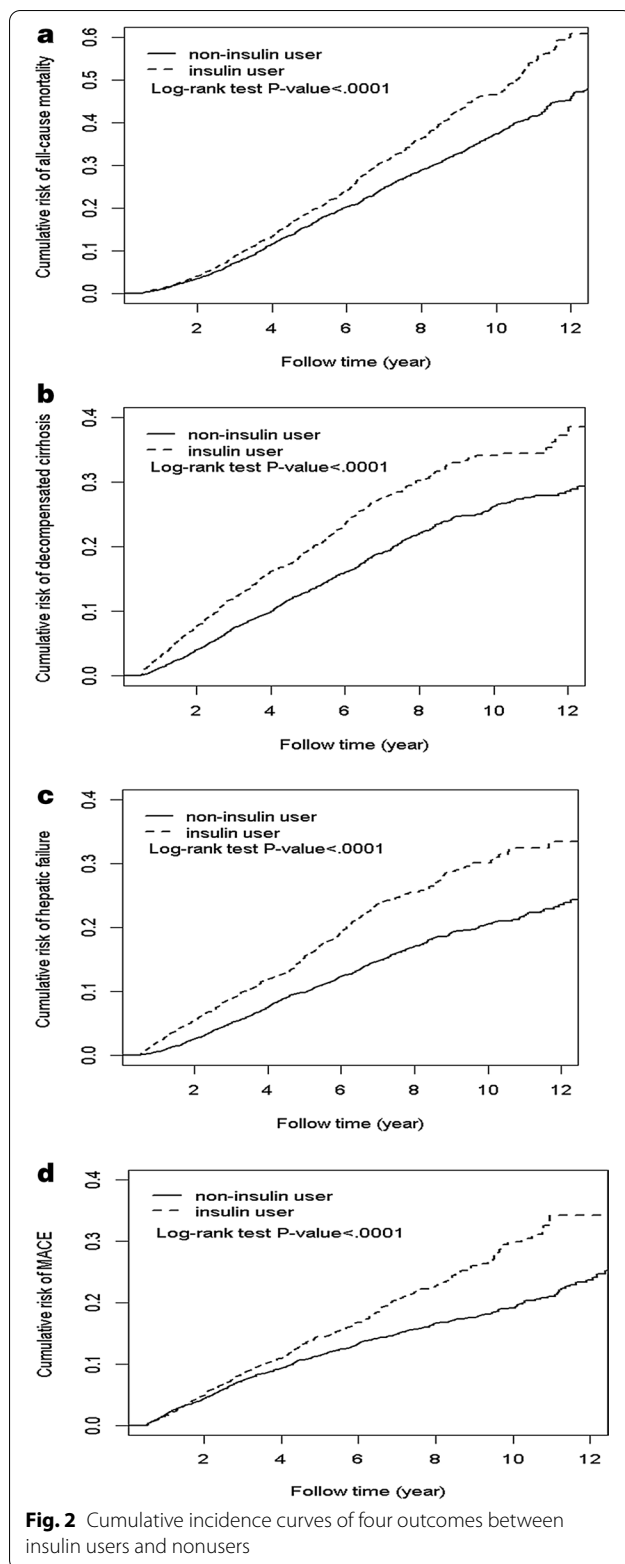 a
Cumulative risk of all-cause mortality
0.0 0.1 0.2 0.3 0.4 0.5 0.6
non-insulin user
insulin user
Log-rank test P-value<.0001
2 4 6 8 10 12
Follow time (year)
b
Cumulative risk of decompensated cirrhosis
0.0 0.1 0.2 0.3 0.4
non-insulin user
insulin user
Log-rank test P-value<.0001
2 4 6 8 10 12
Follow time (year)
c
Cumulative risk of hepatic failure
0.0 0.1 0.2 0.3 0.4
non-insulin user
insulin user
Log-rank test P-value<.0001
2 4 6 8 10 12
Follow time (year)
d
Cumulative risk of MACE
0.0 0.1 0.2 0.3 0.4
non-insulin user
insulin user
Log-rank test P-value<.0001
2 4 6 8 10 12
Follow time (year)
Fig. 2 Cumulative incidence curves of four outcomes between
insulin users and nonusers